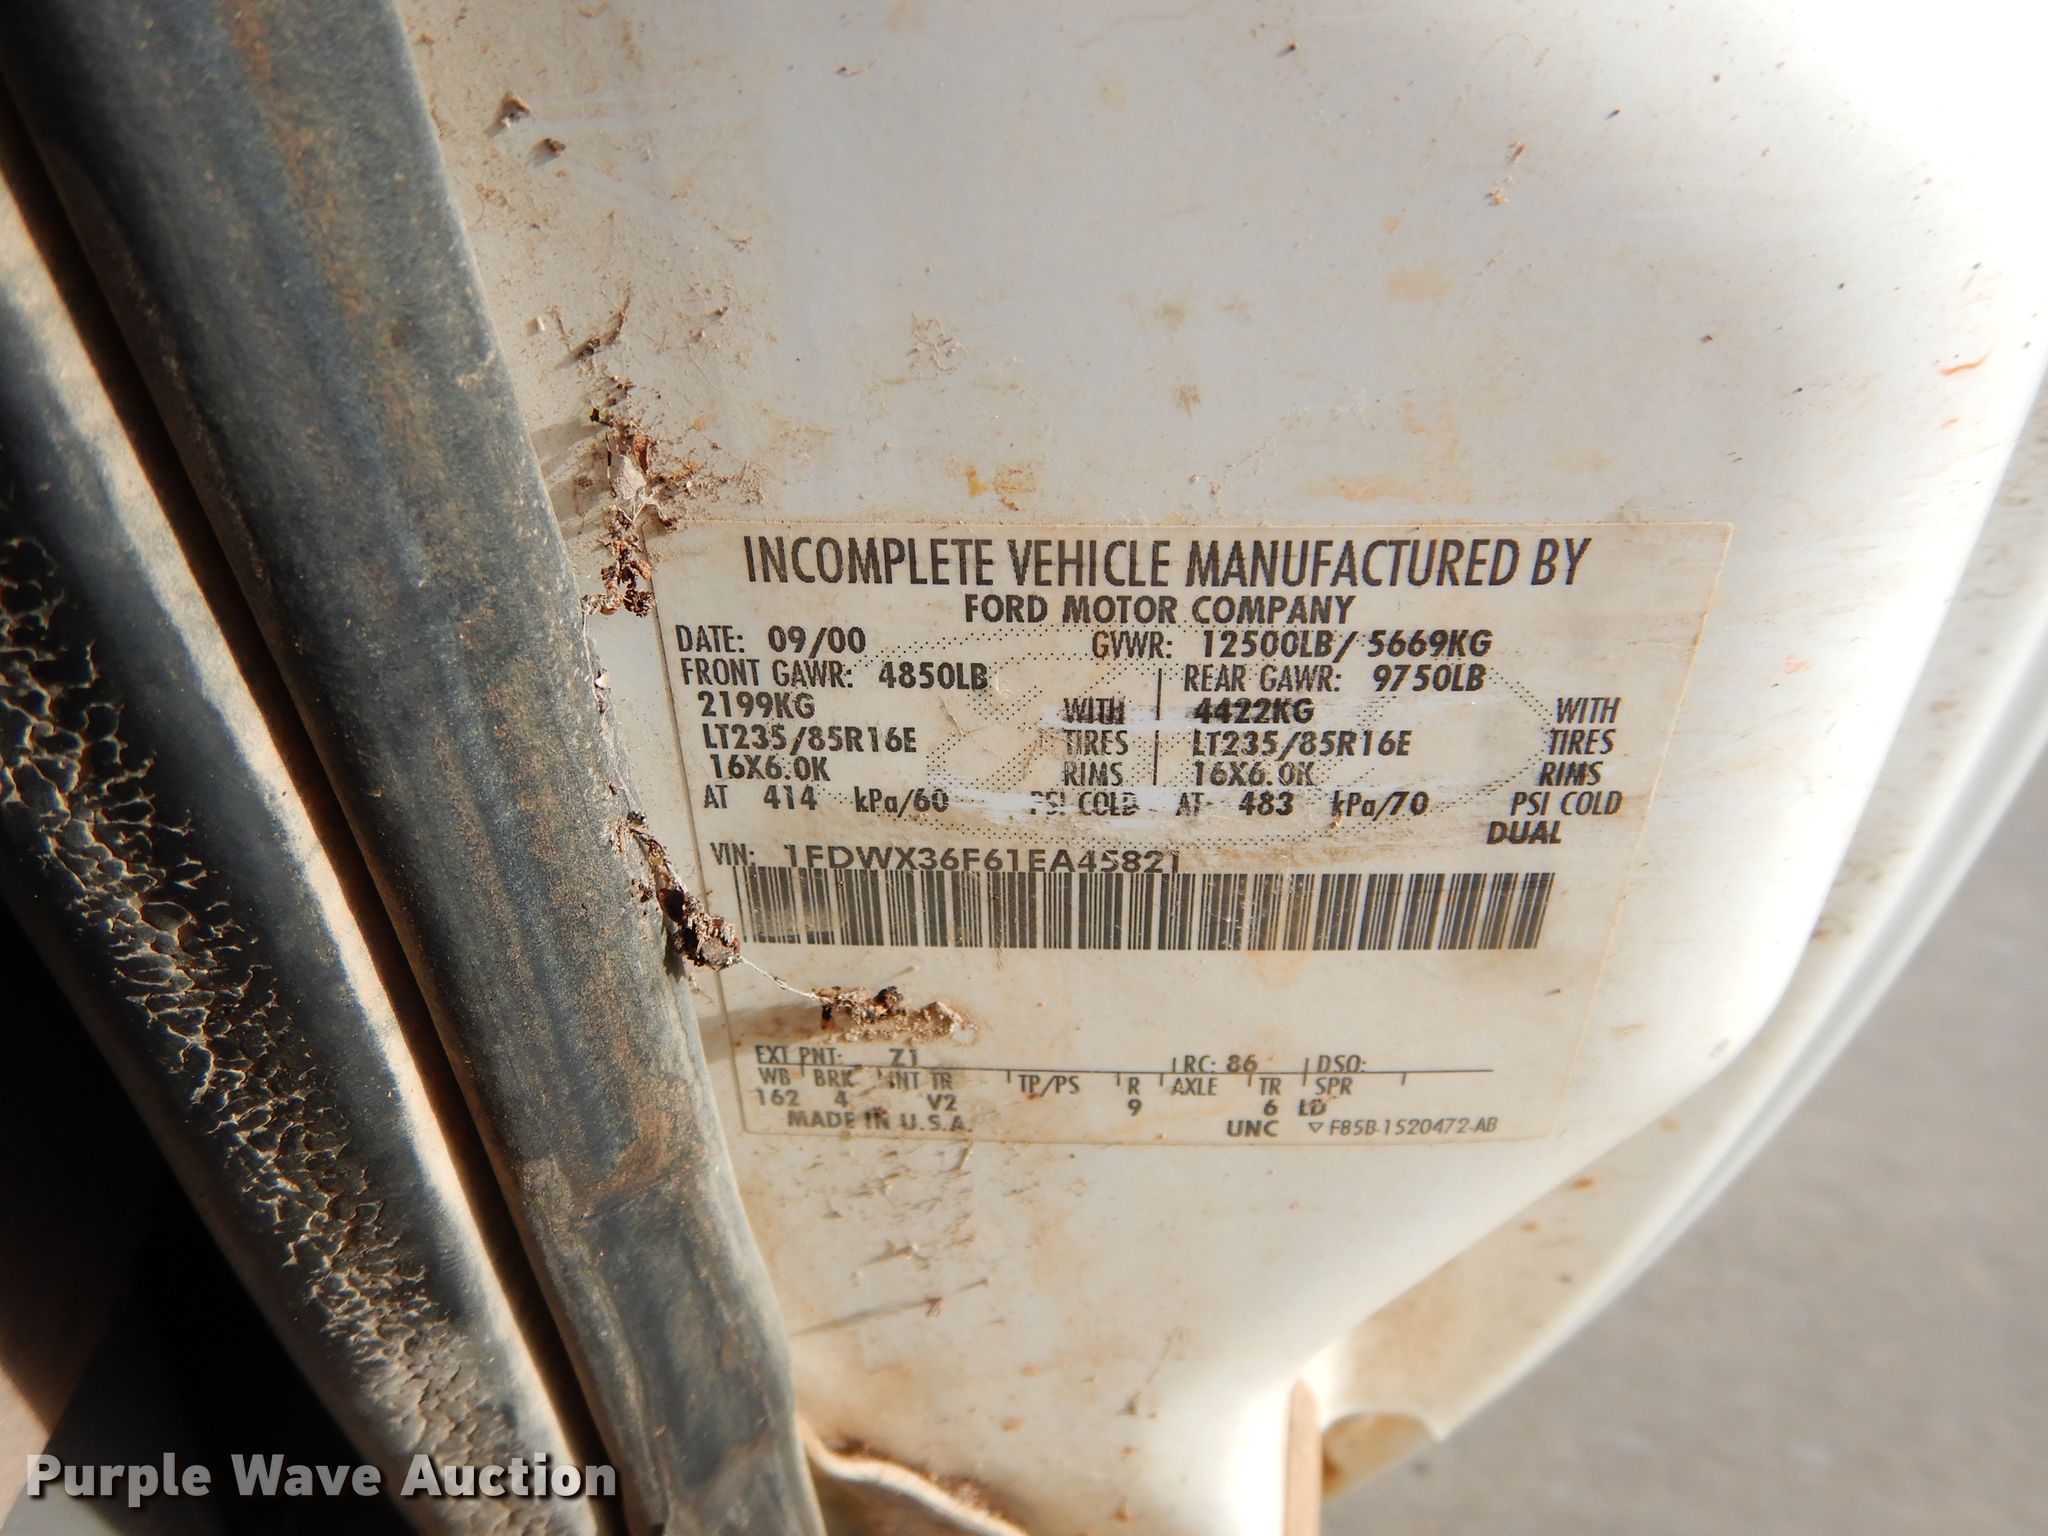 INCOMPLETE VEHICLE MANUFACTURED BY
FORD MOTOR COMPANY
DATE: 09/00 GVWR: 12500LB/ 5669KG
FRONT GAWR: 4850LB REAR GAWR: 9750LB
2199KG WITH 4422KG WITH
LT235/85R16E TIRES LT235/85R16E TIRES
16X6.0K RIMS 16X6.0K RIMS
AT 414 kPa/60 PSI COLD AT 483 kPa/70 PSI COLD
DUAL
VIN: 1FDWX36F61EA45821
EXT PNT: Z1 RC: 86 DSO:
WB BRK INT TR TP/PS R AXLE TR SPR
162 4 V2 9 6 LD
MADE IN U.S.A. UNC ▽ F85B-1520472-AB
Purple Wave Auction